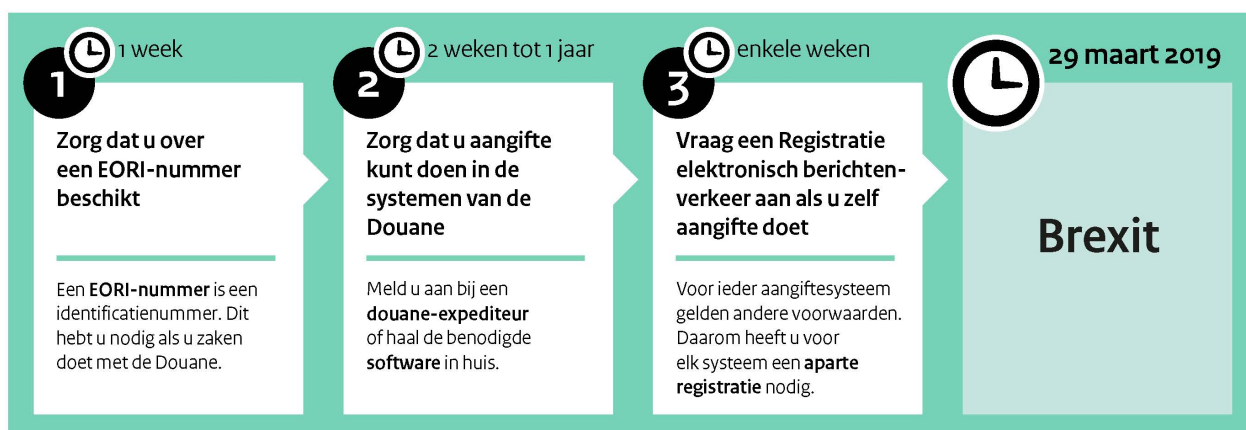 1
1 week
Zorg dat u over
een EORI-nummer
beschikt
Een EORI-nummer is een
identificatienummer. Dit
hebt u nodig als u zaken
doet met de Douane.
2
2 weken tot 1 jaar
Zorg dat u aangifte
kunt doen in de
systemen van de
Douane
Meld u aan bij een
douane-expediteur
of haal de benodigde
software in huis.
3
enkele weken
Vraag een Registratie
elektronisch berichten-
verkeer aan als u zelf
aangifte doet
Voor ieder aangiftesysteem
gelden andere voorwaarden.
Daarom heeft u voor
elk systeem een aparte
registratie nodig.
29 maart 2019
Brexit